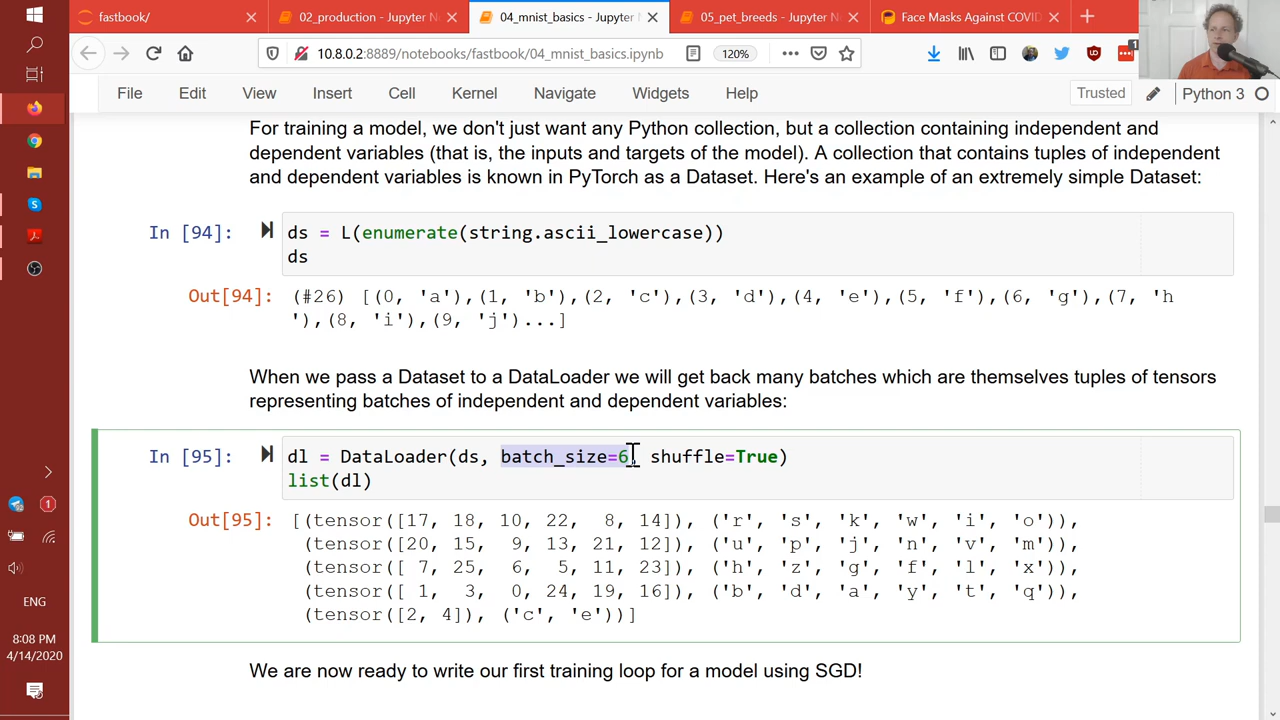 fastbook/
02_production - Jupyter N
04_mnist_basics - Jupyter
05_pet_breeds - Jupyter N
Face Masks Against COVID
10.8.0.2:8889/notebooks/fastbook/04_mnist_basics.ipynb
120%
File Edit View Insert Cell Kernel Navigate Widgets Help
Trusted
Python 3
For training a model, we don't just want any Python collection, but a collection containing independent and
dependent variables (that is, the inputs and targets of the model). A collection that contains tuples of independent
and dependent variables is known in PyTorch as a Dataset. Here's an example of an extremely simple Dataset:
In [94]: ds = L(enumerate(string.ascii_lowercase))
ds
Out[94]: (#26) [(0, 'a'),(1, 'b'),(2, 'c'),(3, 'd'),(4, 'e'),(5, 'f'),(6, 'g'),(7, 'h
'),(8, 'i'),(9, 'j')...]
When we pass a Dataset to a DataLoader we will get back many batches which are themselves tuples of tensors
representing batches of independent and dependent variables:
In [95]: dl = DataLoader(ds, batch_size=6, shuffle=True)
list(dl)
Out[95]: [(tensor([17, 18, 10, 22,  8, 14]), ('r', 's', 'k', 'w', 'i', 'o')),
(tensor([20, 15,  9, 13, 21, 12]), ('u', 'p', 'j', 'n', 'v', 'm')),
(tensor([ 7, 25,  6,  5, 11, 23]), ('h', 'z', 'g', 'f', 'l', 'x')),
(tensor([ 1,  3,  0, 24, 19, 16]), ('b', 'd', 'a', 'y', 't', 'q')),
(tensor([2, 4]), ('c', 'e'))]
We are now ready to write our first training loop for a model using SGD!
1
ENG
8:08 PM
4/14/2020